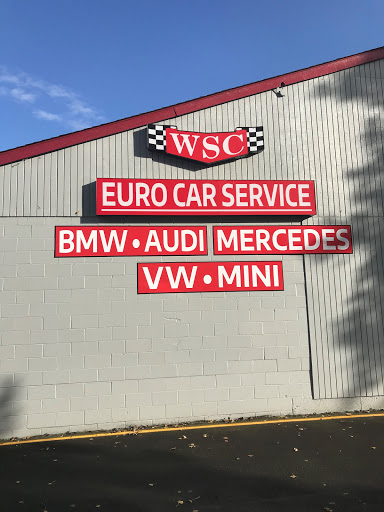 WSC
EURO CAR SERVICE
BMW • AUDI MERCEDES
VW • MINI